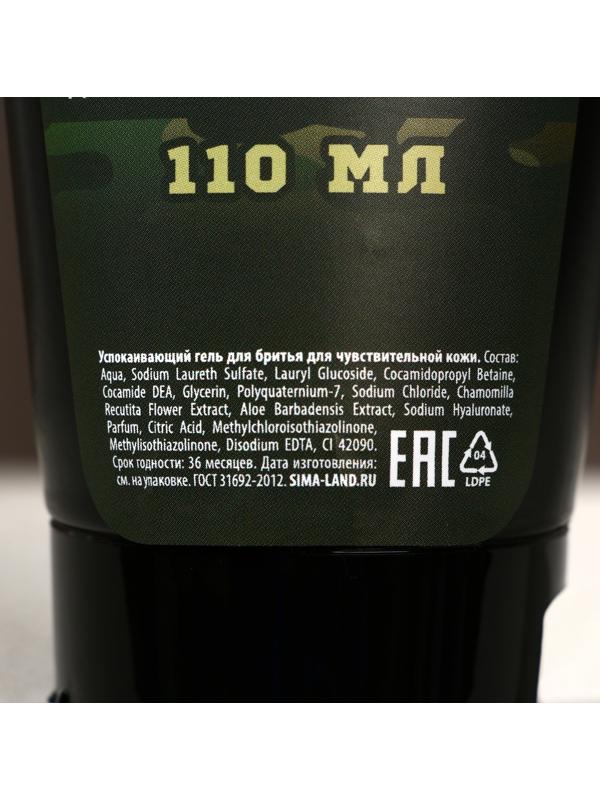 110 МЛ
Успокаивающий гель для бритья для чувствительной кожи. Состав:
Aqua, Sodium Laureth Sulfate, Lauryl Glucoside, Cocamidopropyl Betaine,
Cocamide DEA, Glycerin, Polyquaternium-7, Sodium Chloride, Chamomilla
Recutita Flower Extract, Aloe Barbadensis Extract, Sodium Hyaluronate,
Parfum, Citric Acid, Methylchloroisothiazolinone,
Methylisothiazolinone, Disodium EDTA, CI 42090.
Срок годности: 36 месяцев. Дата изготовления:
см. на упаковке. ГОСТ 31692-2012. SIMA-LAND.RU
EAC
04
LDPE